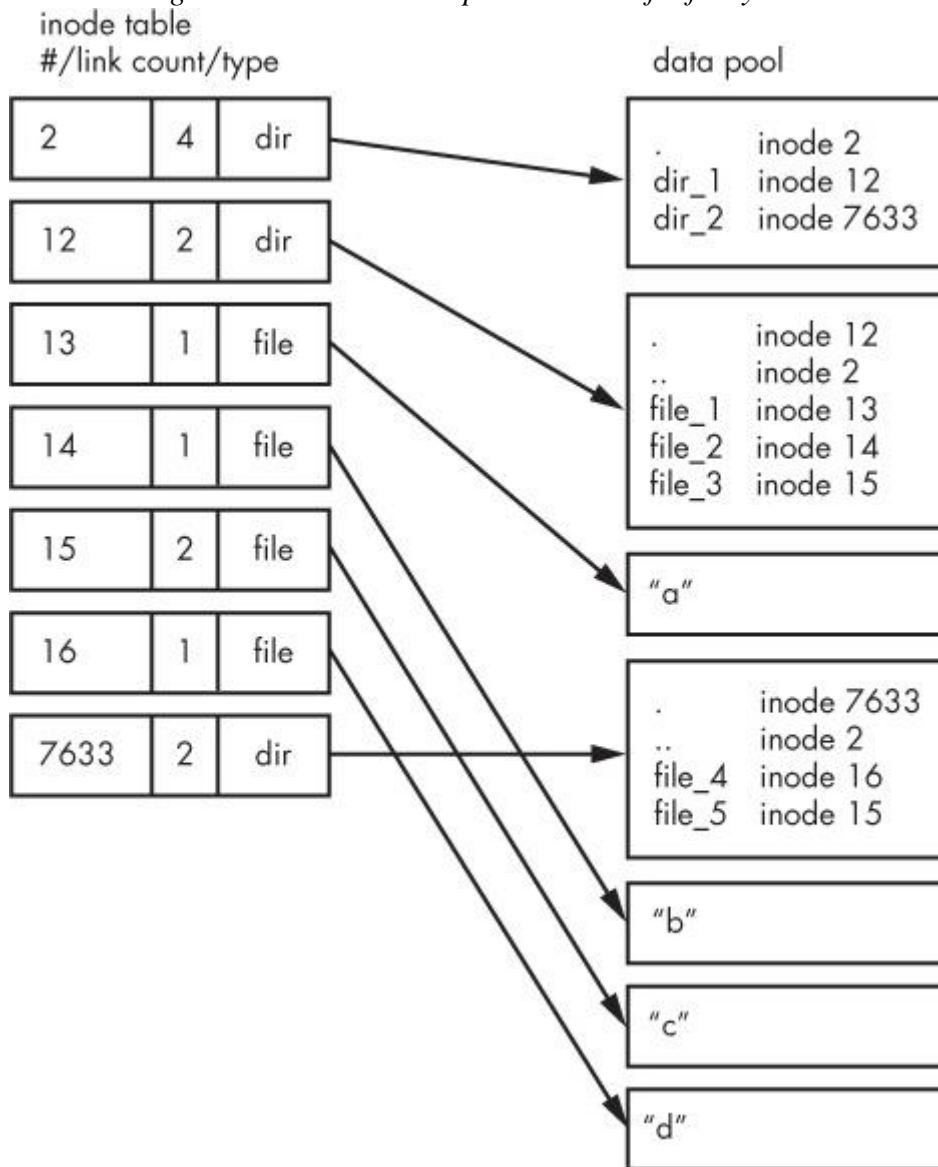 inode table
#/link count/type
data pool
2 4 dir
12 2 dir
13 1 file
14 1 file
15 2 file
16 1 file
7633 2 dir
. inode 2
dir_1 inode 12
dir_2 inode 7633
. inode 12
.. inode 2
file_1 inode 13
file_2 inode 14
file_3 inode 15
"a"
. inode 7633
.. inode 2
file_4 inode 16
file_5 inode 15
"b"
"c"
"d"